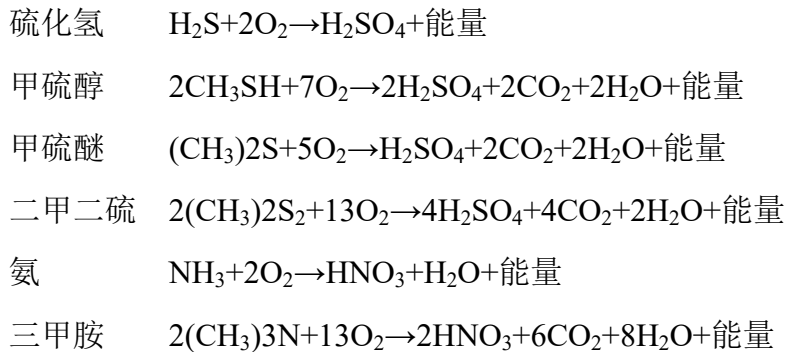 硫化氢 H₂S+2O₂→H₂SO₄+能量
甲硫醇 2CH₃SH+7O₂→2H₂SO₄+2CO₂+2H₂O+能量
甲硫醚 (CH₃)2S+5O₂→H₂SO₄+2CO₂+2H₂O+能量
二甲二硫 2(CH₃)2S₂+13O₂→4H₂SO₄+4CO₂+2H₂O+能量
氨 NH₃+2O₂→HNO₃+H₂O+能量
三甲胺 2(CH₃)3N+13O₂→2HNO₃+6CO₂+8H₂O+能量